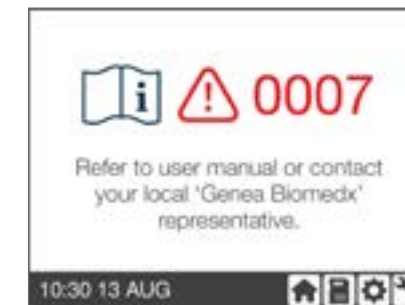 i 0007
Refer to user manual or contact
your local 'Genea Biomedx'
representative.
10:30 13 AUG